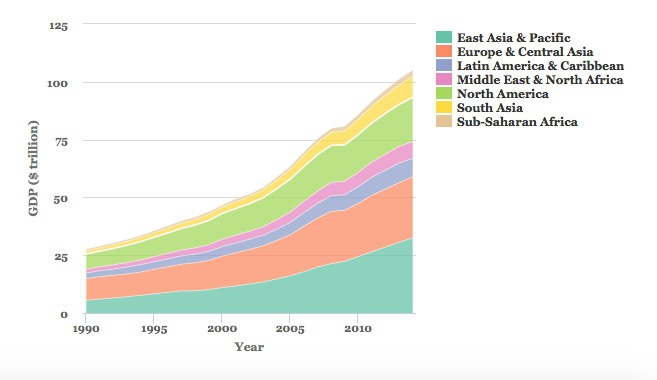 125
100
75
50
25
0
GDP ($ trillion)
1990 1995 2000 2005 2010
Year
East Asia & Pacific
Europe & Central Asia
Latin America & Caribbean
Middle East & North Africa
North America
South Asia
Sub-Saharan Africa